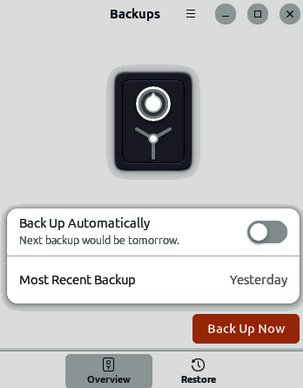 Backups
Back Up Automatically
Next backup would be tomorrow.
Most Recent Backup Yesterday
Back Up Now
Overview Restore